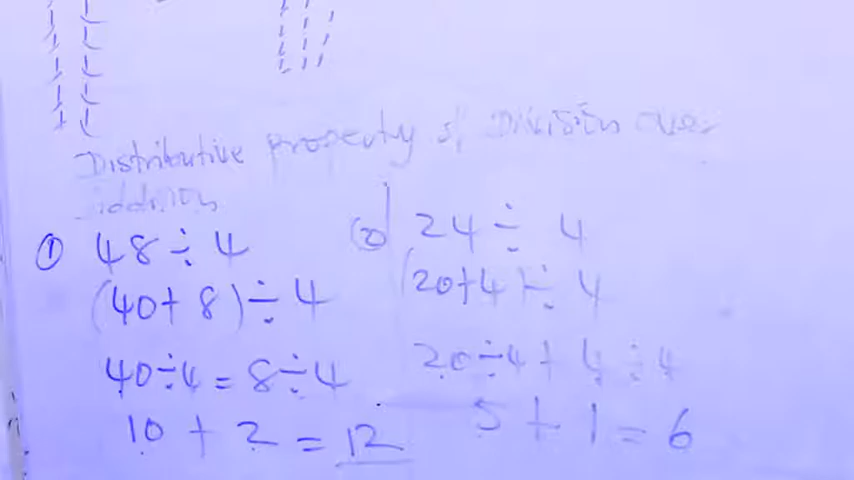 Distributive property of Division over
addition
① 48 ÷ 4
(40 + 8) ÷ 4
40 ÷ 4 = 8 ÷ 4
10 + 2 = 12
② 24 ÷ 4
(20 + 4) ÷ 4
20 ÷ 4 + 4 ÷ 4
5 + 1 = 6